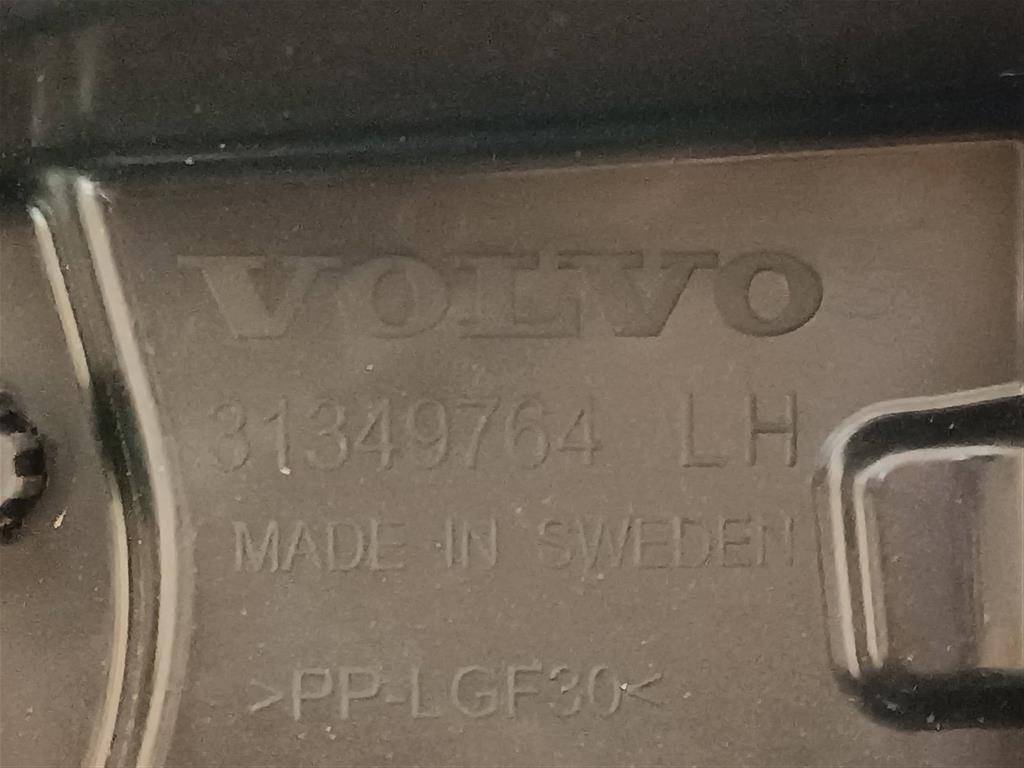 VOLVO
31349764 LH
MADE IN SWEDEN
>PP-LGF30<